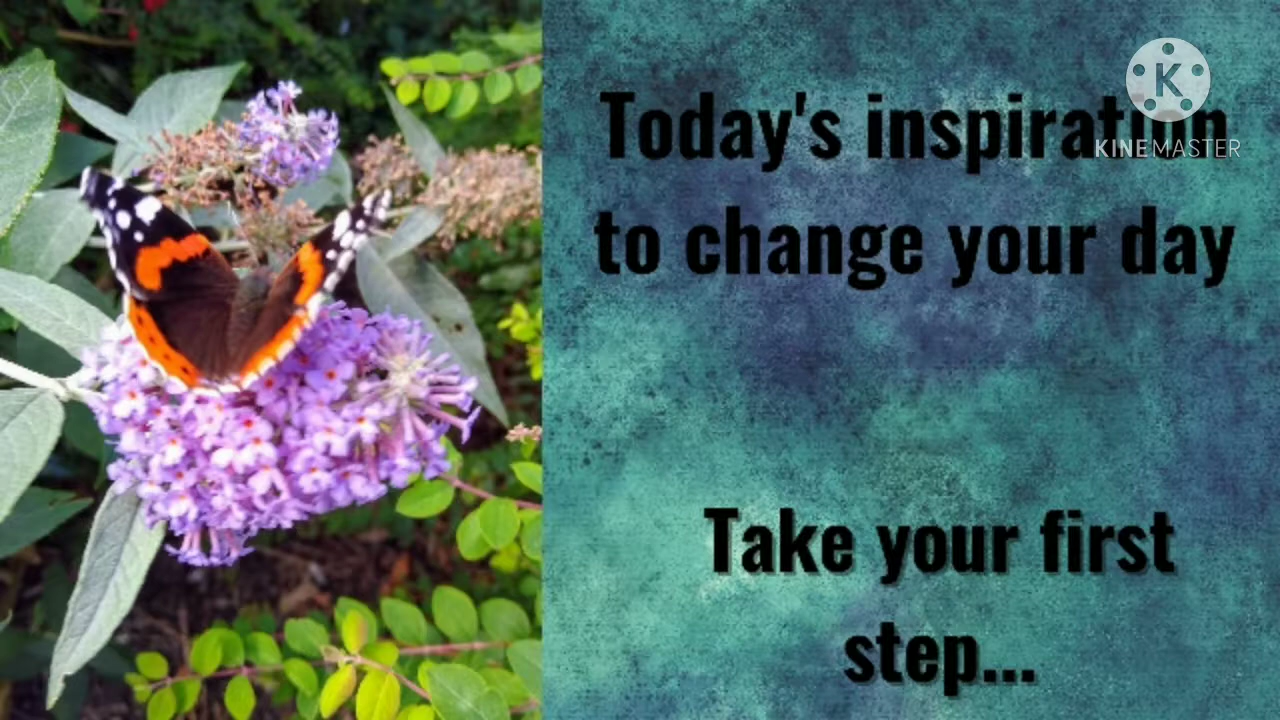 Today's inspiration
to change your day
Take your first
step...
K
KINEMASTER